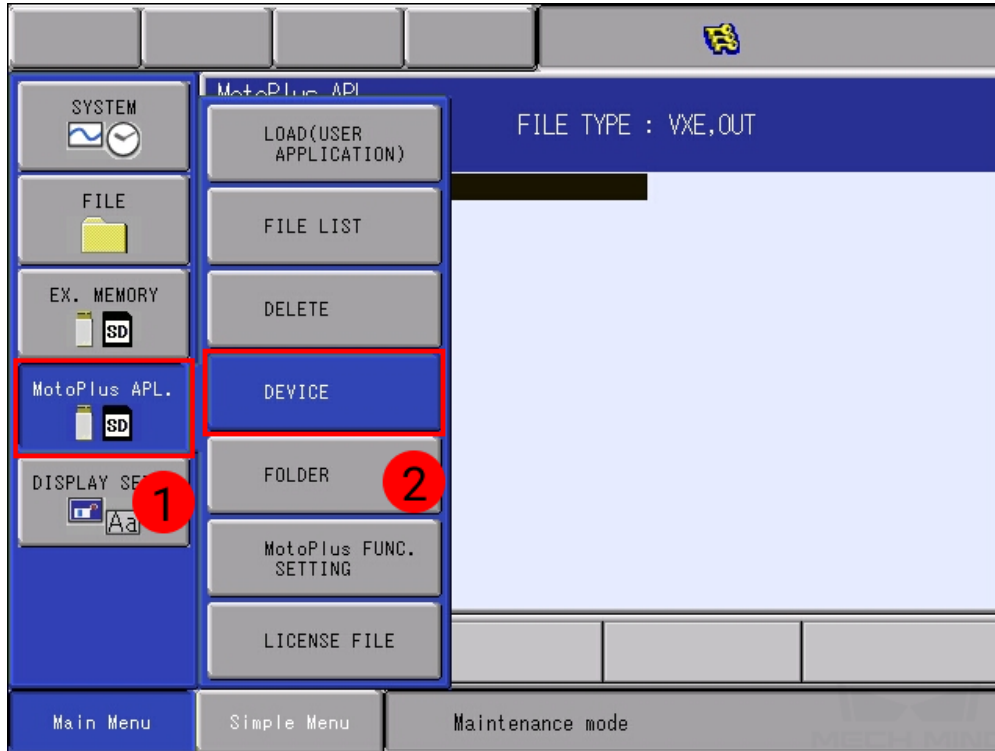 MotoPlus APL
FILE TYPE : VXE,OUT
SYSTEM
FILE
EX. MEMORY
SD
MotoPlus APL.
SD
DISPLAY SE
Aa
1
LOAD(USER
APPLICATION)
FILE LIST
DELETE
DEVICE
FOLDER
2
MotoPlus FUNC.
SETTING
LICENSE FILE
Main Menu
Simple Menu
Maintenance mode
MECH MIND